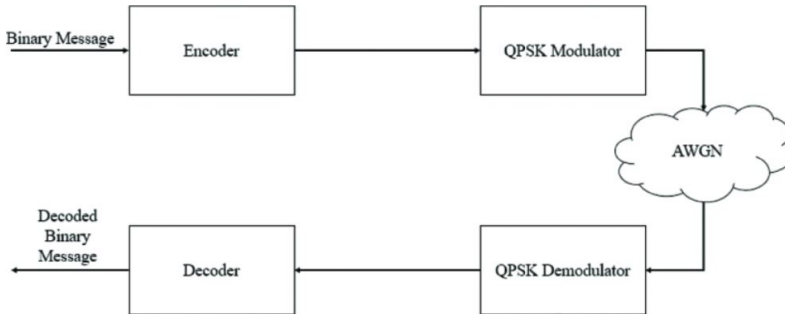 Binary Message
Encoder
QPSK Modulator
AWGN
Decoded
Binary
Message
Decoder
QPSK Demodulator